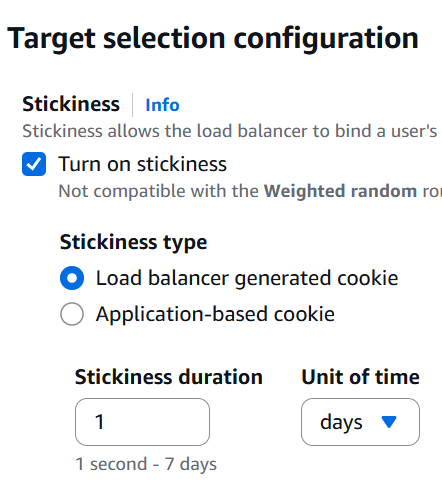 Target selection configuration
Stickiness Info
Stickiness allows the load balancer to bind a user's
Turn on stickiness
Not compatible with the Weighted random
Stickiness type
Load balancer generated cookie
Application-based cookie
Stickiness duration Unit of time
1 days
1 second - 7 days